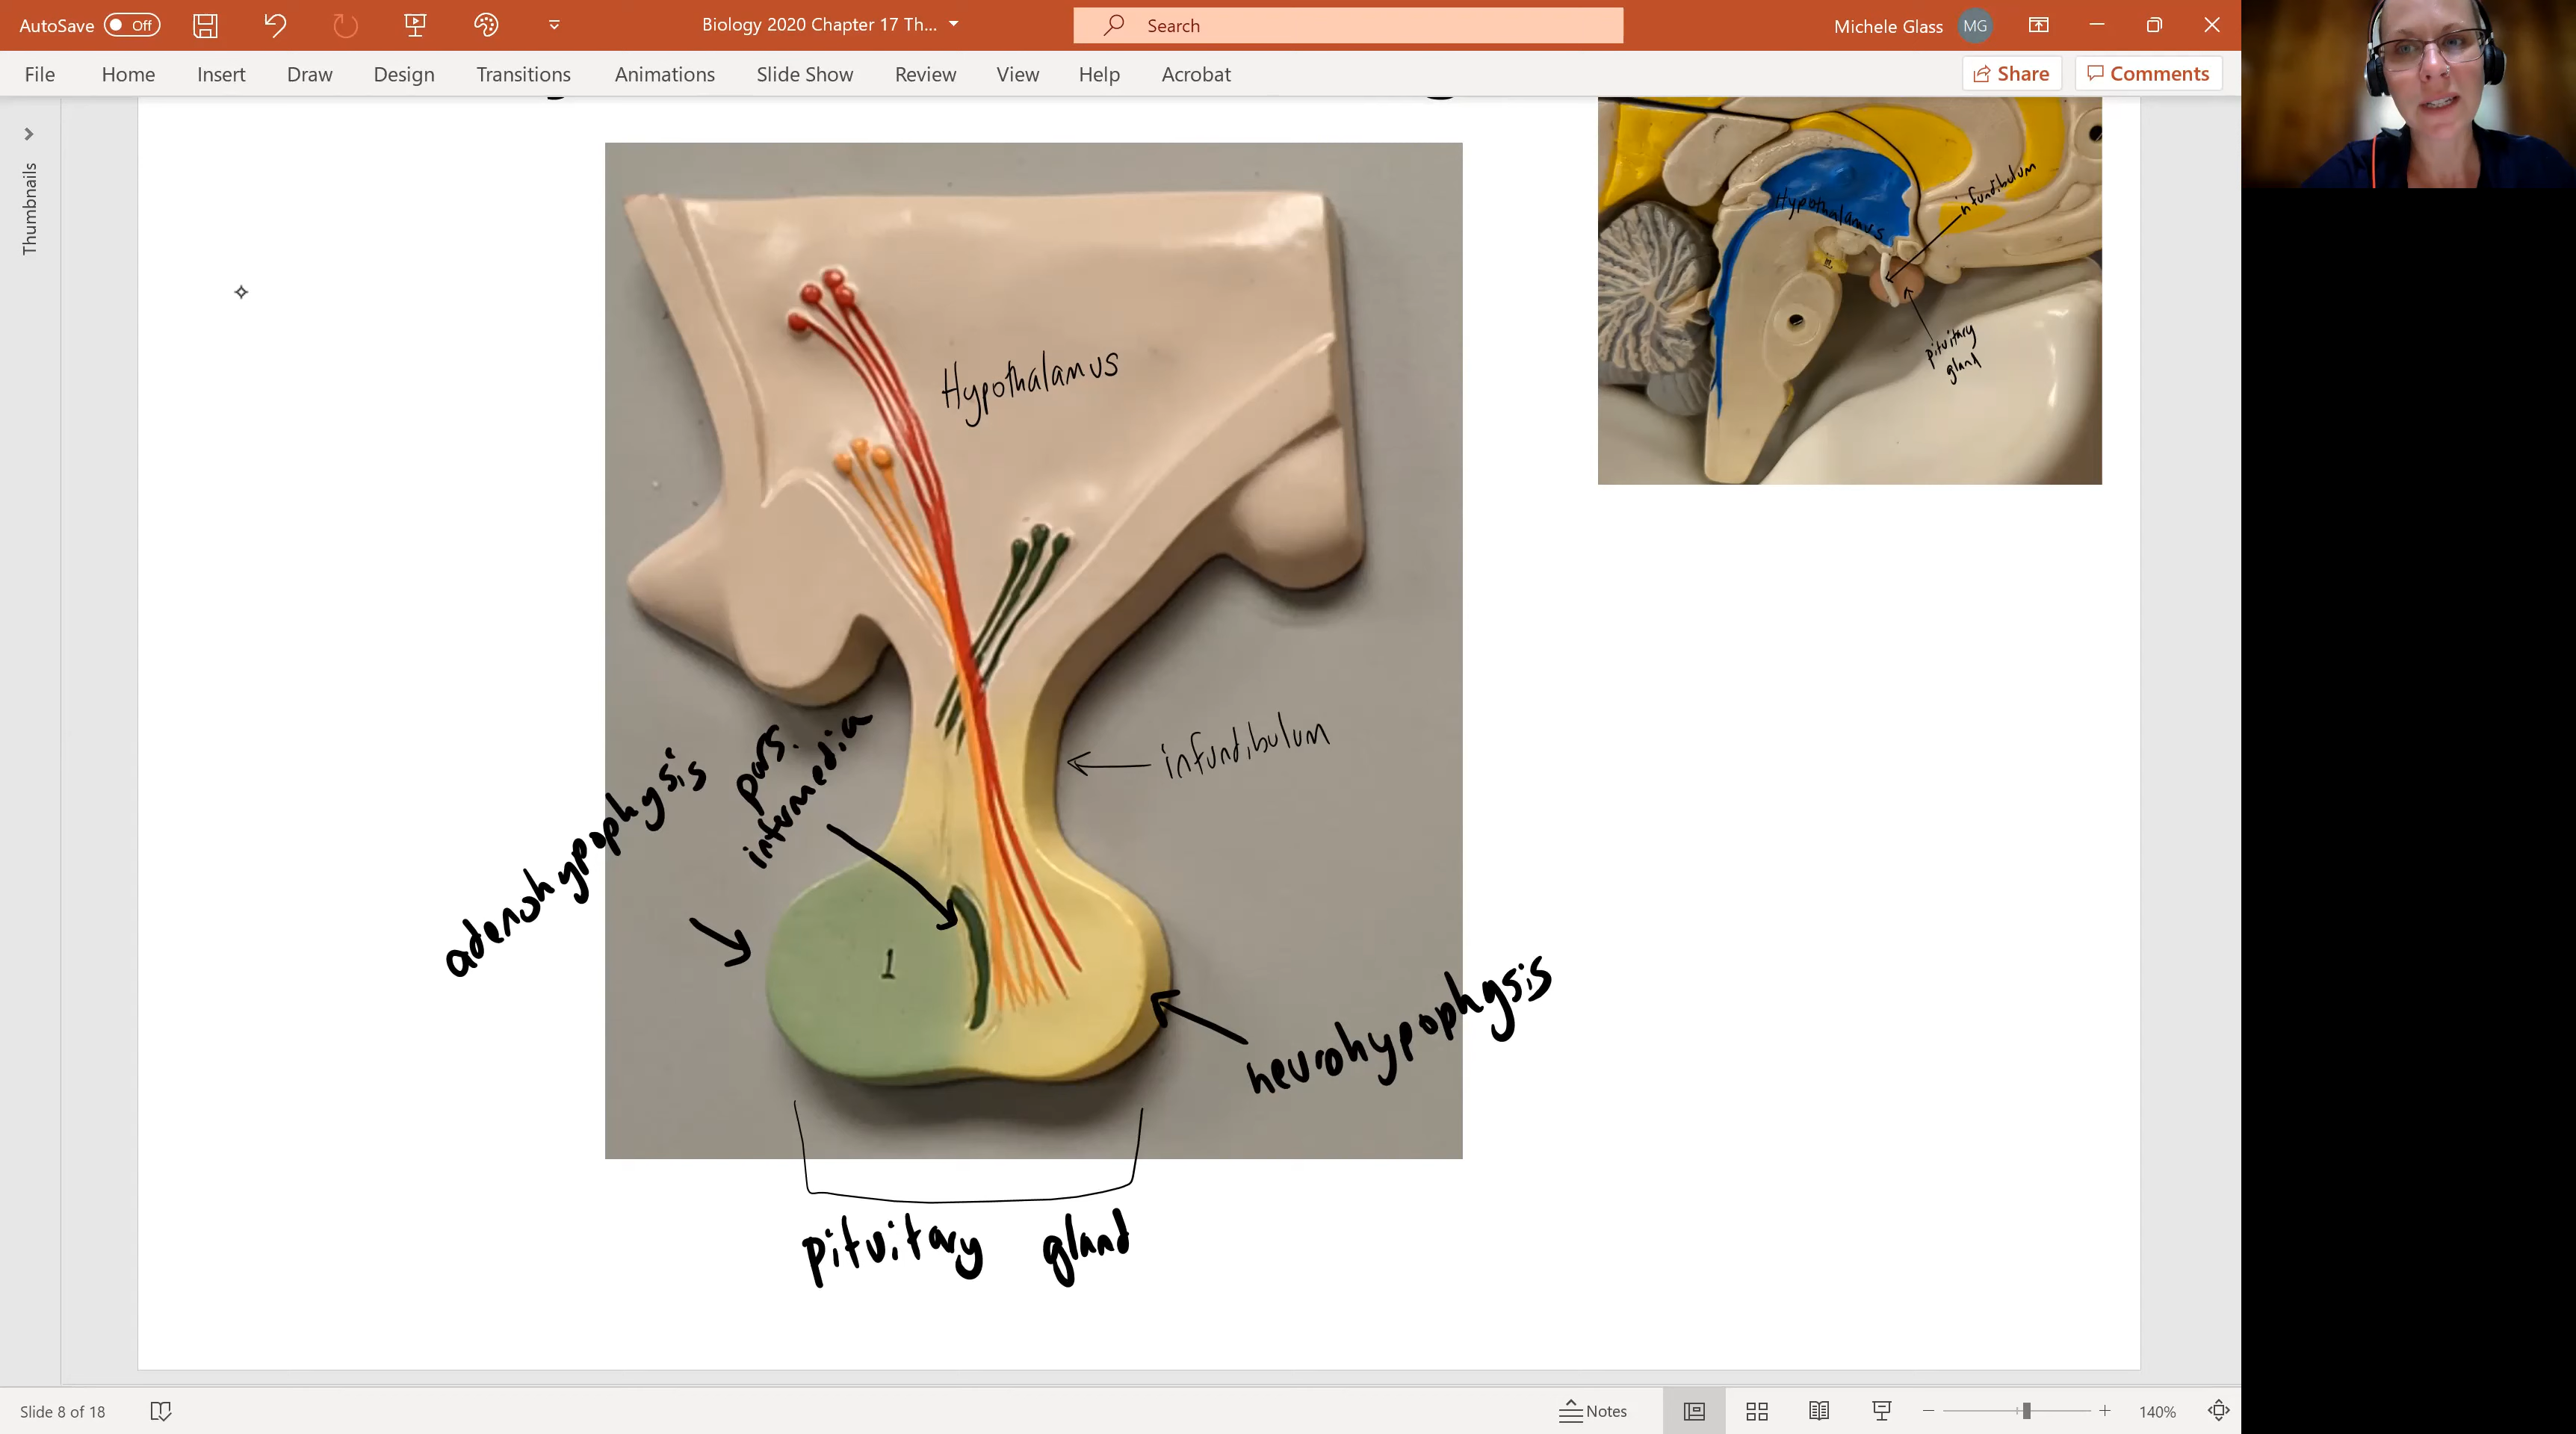 AutoSave Off
Biology 2020 Chapter 17 Th...
Search
Michele Glass MG
File Home Insert Draw Design Transitions Animations Slide Show Review View Help Acrobat
Share Comments
Thumbnails
Hypothalamus
infundibulum
pituitary
gland
Hypothalamus
infundibulum
pars
intermedia
adenohypophysis
1
neurohypophysis
pituitary gland
Slide 8 of 18
Notes
140%